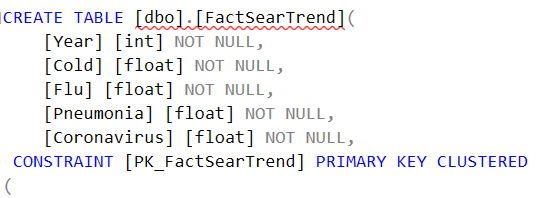 CREATE TABLE [dbo].[FactSearTrend](
[Year] [int] NOT NULL,
[Cold] [float] NOT NULL,
[Flu] [float] NOT NULL,
[Pneumonia] [float] NOT NULL,
[Coronavirus] [float] NOT NULL,
CONSTRAINT [PK_FactSearTrend] PRIMARY KEY CLUSTERED
(